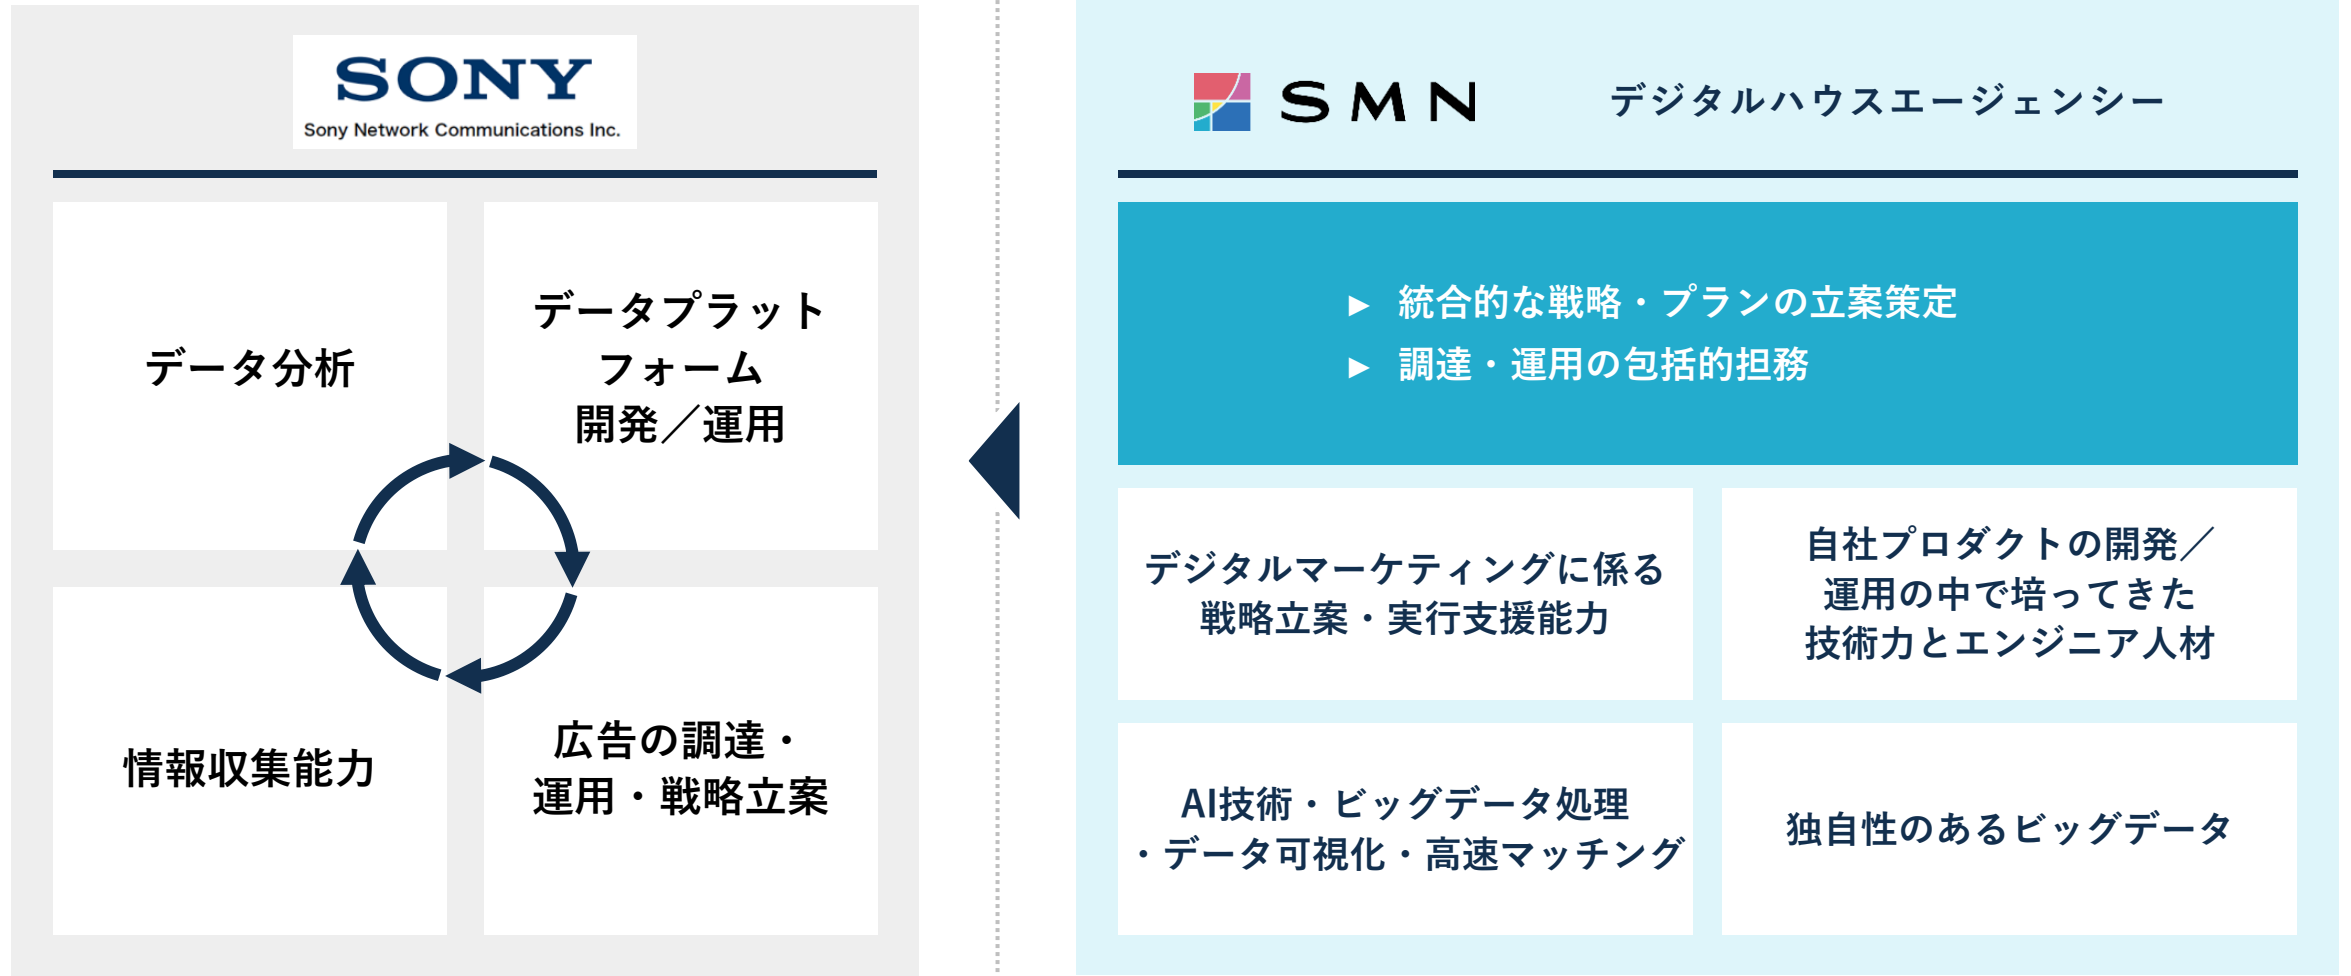 SONY
Sony Network Communications Inc.
データ分析
データプラット
フォーム
開発／運用
情報収集能力
広告の調達・
運用・戦略立案
SMN
デジタルハウスエージェンシー
► 統合的な戦略・プランの立案策定
► 調達・運用の包括的担務
デジタルマーケティングに係る
戦略立案・実行支援能力
自社プロダクトの開発／
運用の中で培ってきた
技術力とエンジニア人材
AI技術・ビッグデータ処理
・データ可視化・高速マッチング
独自性のあるビッグデータ